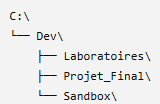 C:\
└── Dev\
    ├── Laboratoires\
    ├── Projet_Final\
    └── Sandbox\